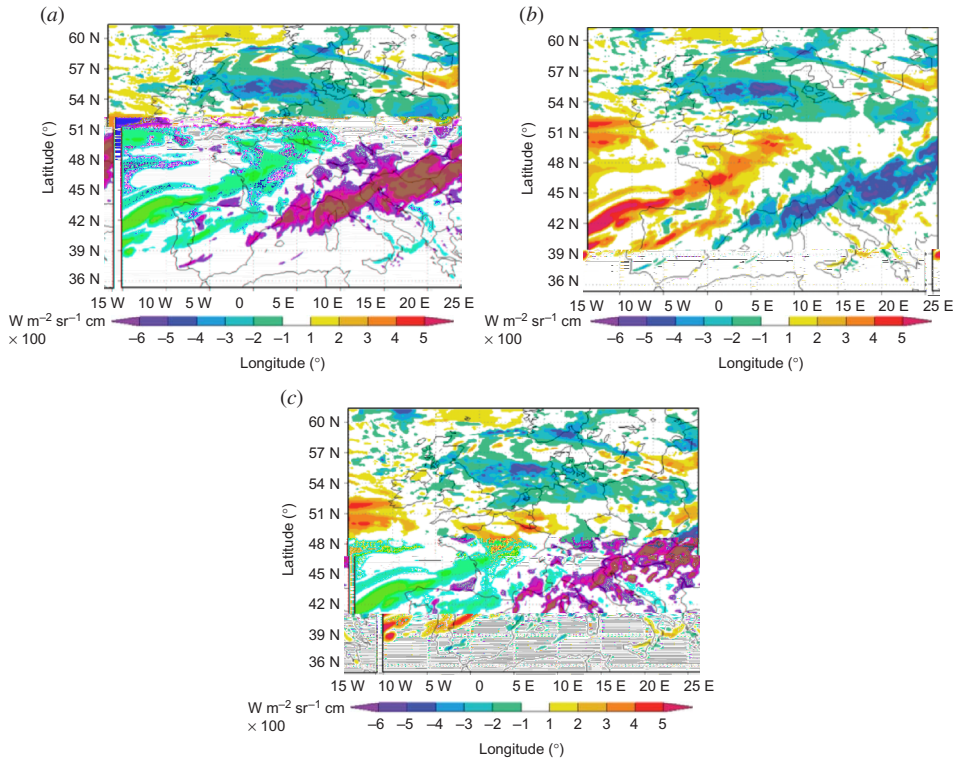 (a)
60 N
57 N
54 N
51 N
48 N
45 N
42 N
39 N
36 N
Latitude (°)
15 W 10 W 5 W 0 5 E 10 E 15 E 20 E 25 E
W m−2 sr−1 cm
× 100
−6 −5 −4 −3 −2 −1 1 2 3 4 5
Longitude (°)
(b)
60 N
57 N
54 N
51 N
48 N
45 N
42 N
39 N
36 N
Latitude (°)
15 W 10 W 5 W 0 5 E 10 E 15 E 20 E 25 E
W m−2 sr−1 cm
× 100
−6 −5 −4 −3 −2 −1 1 2 3 4 5
Longitude (°)
(c)
60 N
57 N
54 N
51 N
48 N
45 N
42 N
39 N
36 N
Latitude (°)
15 W 10 W 5 W 0 5 E 10 E 15 E 20 E 25 E
W m−2 sr−1 cm
× 100
−6 −5 −4 −3 −2 −1 1 2 3 4 5
Longitude (°)